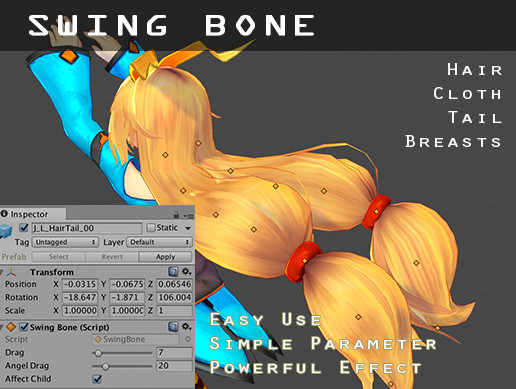 SWING BONE
HAIR
CLOTH
TAIL
BREASTS
Inspector
J_L_HairTail_00 Static
Tag Untagged Layer Default
Prefab Select Revert Apply
Transform
Position X -0.0315 Y -0.0675 Z 0.06546
Rotation X -18.647 Y -1.871 Z 106.004
Scale X 1.00000 Y 1.0000C Z 1
Swing Bone (Script)
Script SwingBone
Drag 7
Angel Drag 20
Affect Child
EASY USE
SIMPLE PARAMETER
POWERFUL EFFECT